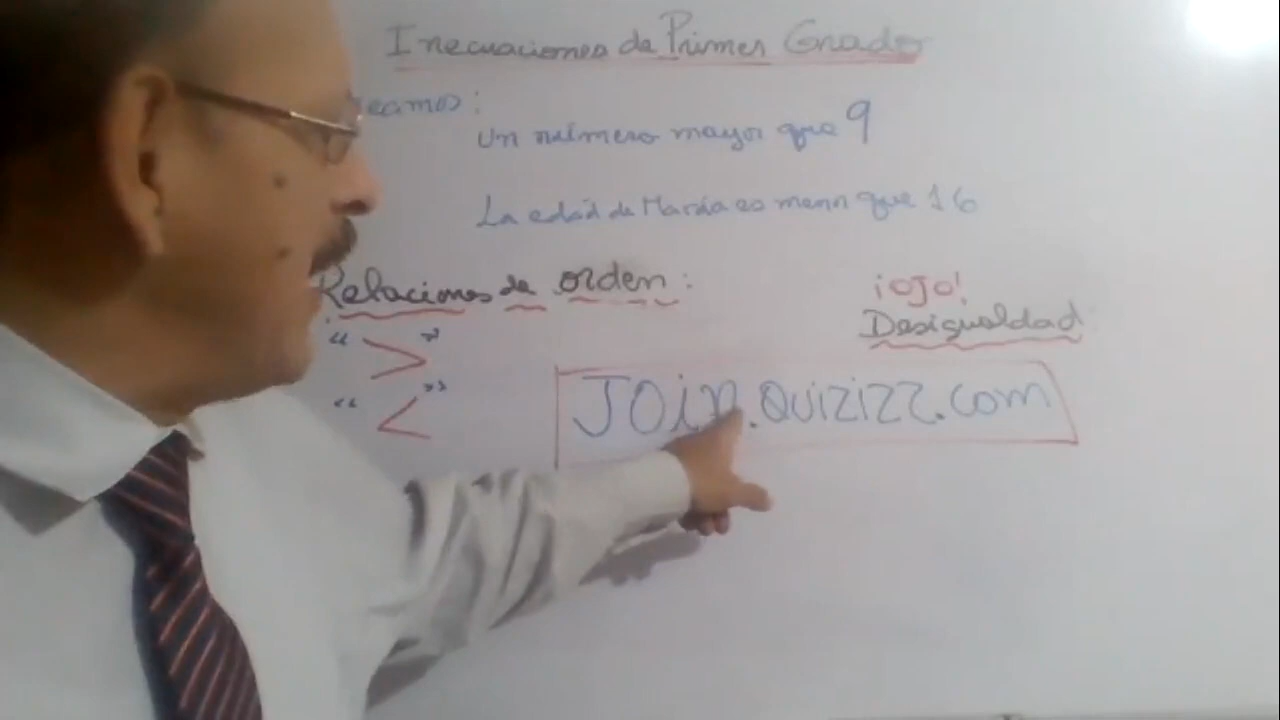 Inecuaciones de Primer Grado
eamos:
Un número mayor que 9
La edad de María es menor que 16
Relaciones de orden:
¡OJO!
Desigualdad
“ > ”
“ < ”
JOin.QUIZIZZ.com